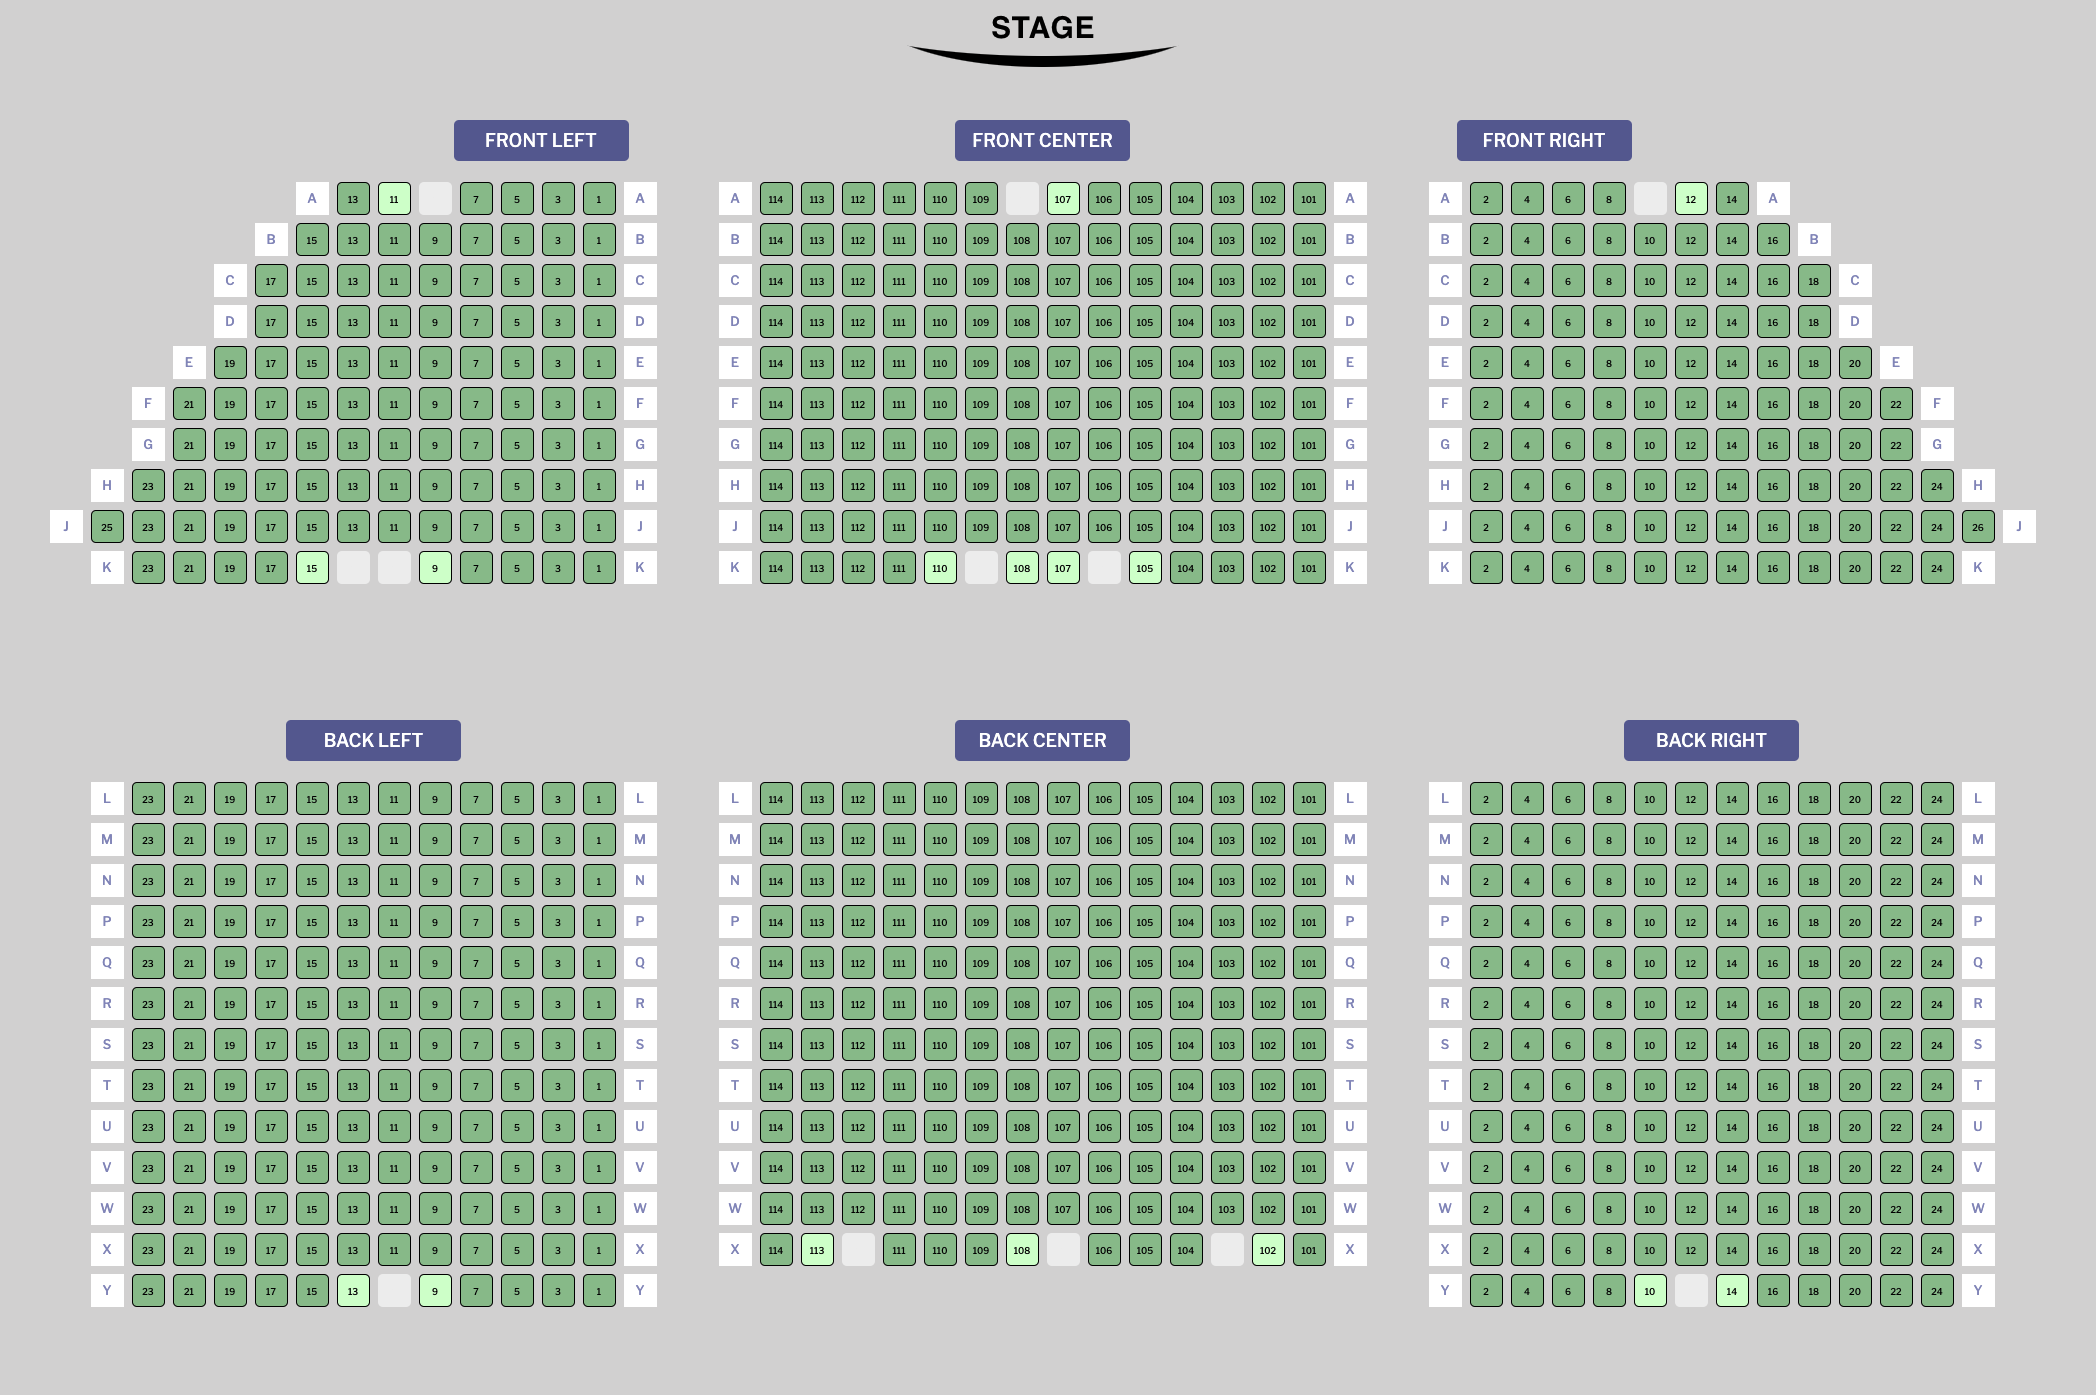 STAGE
FRONT LEFT FRONT CENTER FRONT RIGHT
A 13 11 7 5 3 1 A A 114 113 112 111 110 109 107 106 105 104 103 102 101 A A 2 4 6 8 12 14 A
B 15 13 11 9 7 5 3 1 B B 114 113 112 111 110 109 108 107 106 105 104 103 102 101 B B 2 4 6 8 10 12 14 16 B
C 17 15 13 11 9 7 5 3 1 C C 114 113 112 111 110 109 108 107 106 105 104 103 102 101 C C 2 4 6 8 10 12 14 16 18 C
D 17 15 13 11 9 7 5 3 1 D D 114 113 112 111 110 109 108 107 106 105 104 103 102 101 D D 2 4 6 8 10 12 14 16 18 D
E 19 17 15 13 11 9 7 5 3 1 E E 114 113 112 111 110 109 108 107 106 105 104 103 102 101 E E 2 4 6 8 10 12 14 16 18 20 E
F 21 19 17 15 13 11 9 7 5 3 1 F F 114 113 112 111 110 109 108 107 106 105 104 103 102 101 F F 2 4 6 8 10 12 14 16 18 20 22 F
G 21 19 17 15 13 11 9 7 5 3 1 G G 114 113 112 111 110 109 108 107 106 105 104 103 102 101 G G 2 4 6 8 10 12 14 16 18 20 22 G
H 23 21 19 17 15 13 11 9 7 5 3 1 H H 114 113 112 111 110 109 108 107 106 105 104 103 102 101 H H 2 4 6 8 10 12 14 16 18 20 22 24 H
J 25 23 21 19 17 15 13 11 9 7 5 3 1 J J 114 113 112 111 110 109 108 107 106 105 104 103 102 101 J J 2 4 6 8 10 12 14 16 18 20 22 24 26 J
K 23 21 19 17 15 9 7 5 3 1 K K 114 113 112 111 110 108 107 105 104 103 102 101 K K 2 4 6 8 10 12 14 16 18 20 22 24 K
BACK LEFT BACK CENTER BACK RIGHT
L 23 21 19 17 15 13 11 9 7 5 3 1 L L 114 113 112 111 110 109 108 107 106 105 104 103 102 101 L L 2 4 6 8 10 12 14 16 18 20 22 24 L
M 23 21 19 17 15 13 11 9 7 5 3 1 M M 114 113 112 111 110 109 108 107 106 105 104 103 102 101 M M 2 4 6 8 10 12 14 16 18 20 22 24 M
N 23 21 19 17 15 13 11 9 7 5 3 1 N N 114 113 112 111 110 109 108 107 106 105 104 103 102 101 N N 2 4 6 8 10 12 14 16 18 20 22 24 N
P 23 21 19 17 15 13 11 9 7 5 3 1 P P 114 113 112 111 110 109 108 107 106 105 104 103 102 101 P P 2 4 6 8 10 12 14 16 18 20 22 24 P
Q 23 21 19 17 15 13 11 9 7 5 3 1 Q Q 114 113 112 111 110 109 108 107 106 105 104 103 102 101 Q Q 2 4 6 8 10 12 14 16 18 20 22 24 Q
R 23 21 19 17 15 13 11 9 7 5 3 1 R R 114 113 112 111 110 109 108 107 106 105 104 103 102 101 R R 2 4 6 8 10 12 14 16 18 20 22 24 R
S 23 21 19 17 15 13 11 9 7 5 3 1 S S 114 113 112 111 110 109 108 107 106 105 104 103 102 101 S S 2 4 6 8 10 12 14 16 18 20 22 24 S
T 23 21 19 17 15 13 11 9 7 5 3 1 T T 114 113 112 111 110 109 108 107 106 105 104 103 102 101 T T 2 4 6 8 10 12 14 16 18 20 22 24 T
U 23 21 19 17 15 13 11 9 7 5 3 1 U U 114 113 112 111 110 109 108 107 106 105 104 103 102 101 U U 2 4 6 8 10 12 14 16 18 20 22 24 U
V 23 21 19 17 15 13 11 9 7 5 3 1 V V 114 113 112 111 110 109 108 107 106 105 104 103 102 101 V V 2 4 6 8 10 12 14 16 18 20 22 24 V
W 23 21 19 17 15 13 11 9 7 5 3 1 W W 114 113 112 111 110 109 108 107 106 105 104 103 102 101 W W 2 4 6 8 10 12 14 16 18 20 22 24 W
X 23 21 19 17 15 13 11 9 7 5 3 1 X X 114 113 111 110 109 108 106 105 104 102 101 X X 2 4 6 8 10 12 14 16 18 20 22 24 X
Y 23 21 19 17 15 13 9 7 5 3 1 Y Y 2 4 6 8 10 14 16 18 20 22 24 Y